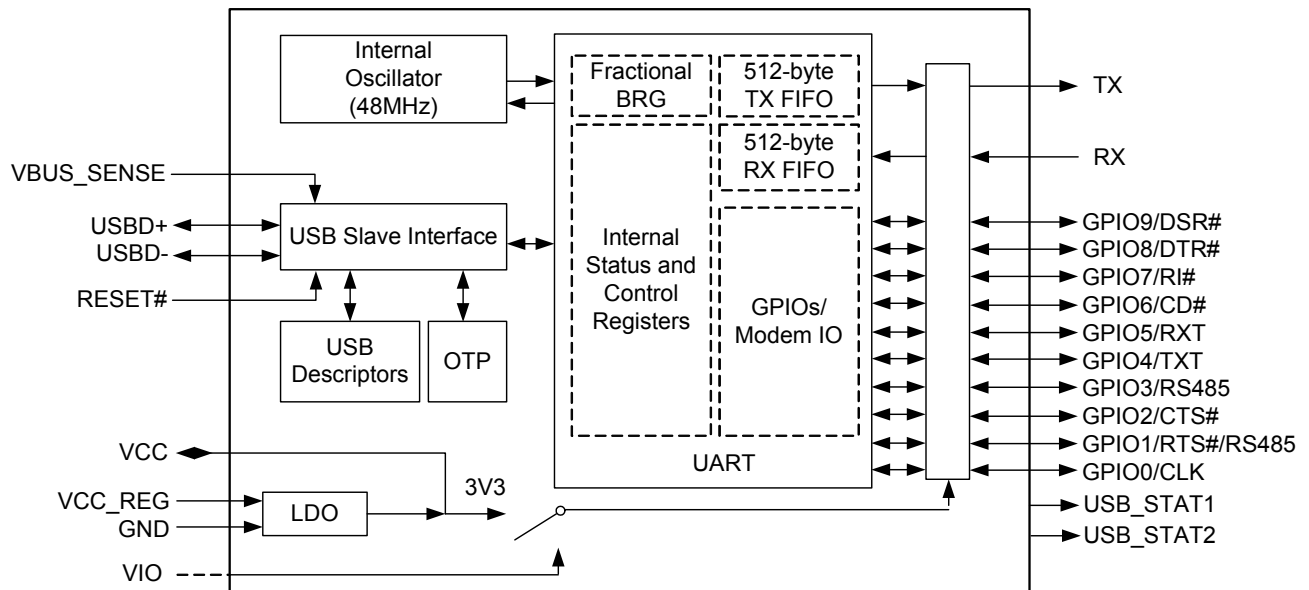 Internal
Oscillator
(48MHz)
Fractional
BRG
512-byte
TX FIFO
512-byte
RX FIFO
Internal
Status and
Control
Registers
GPIOs/
Modem IO
UART
VBUS_SENSE
USBD+
USBD-
RESET#
USB Slave Interface
USB
Descriptors
OTP
VCC
VCC_REG
GND
VIO
LDO
3V3
TX
RX
GPIO9/DSR#
GPIO8/DTR#
GPIO7/RI#
GPIO6/CD#
GPIO5/RXT
GPIO4/TXT
GPIO3/RS485
GPIO2/CTS#
GPIO1/RTS#/RS485
GPIO0/CLK
USB_STAT1
USB_STAT2